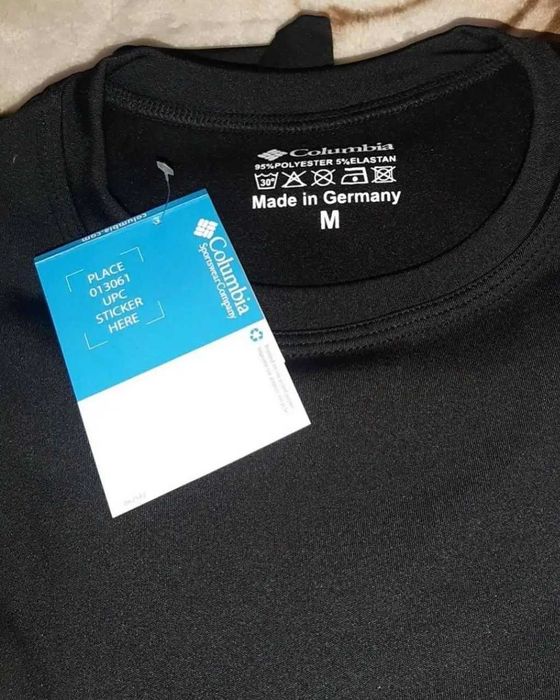 Columbia
95%POLYESTER 5%ELASTAN
30°
Made in Germany
M
columbia.com
Columbia
Sportswear Company
PLACE
013061
UPC
STICKER
HERE